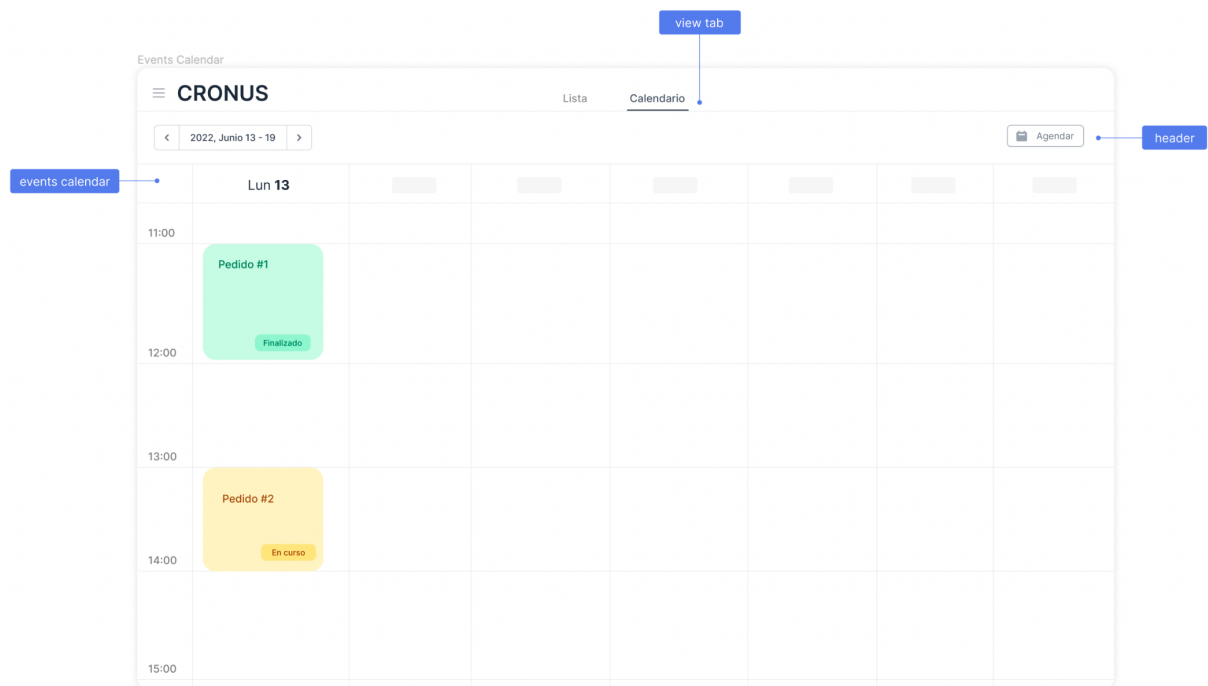 view tab
Events Calendar
CRONUS
Lista
Calendario
2022, Junio 13 - 19
Agendar
header
events calendar
Lun 13
11:00
Pedido #1
Finalizado
12:00
13:00
Pedido #2
En curso
14:00
15:00